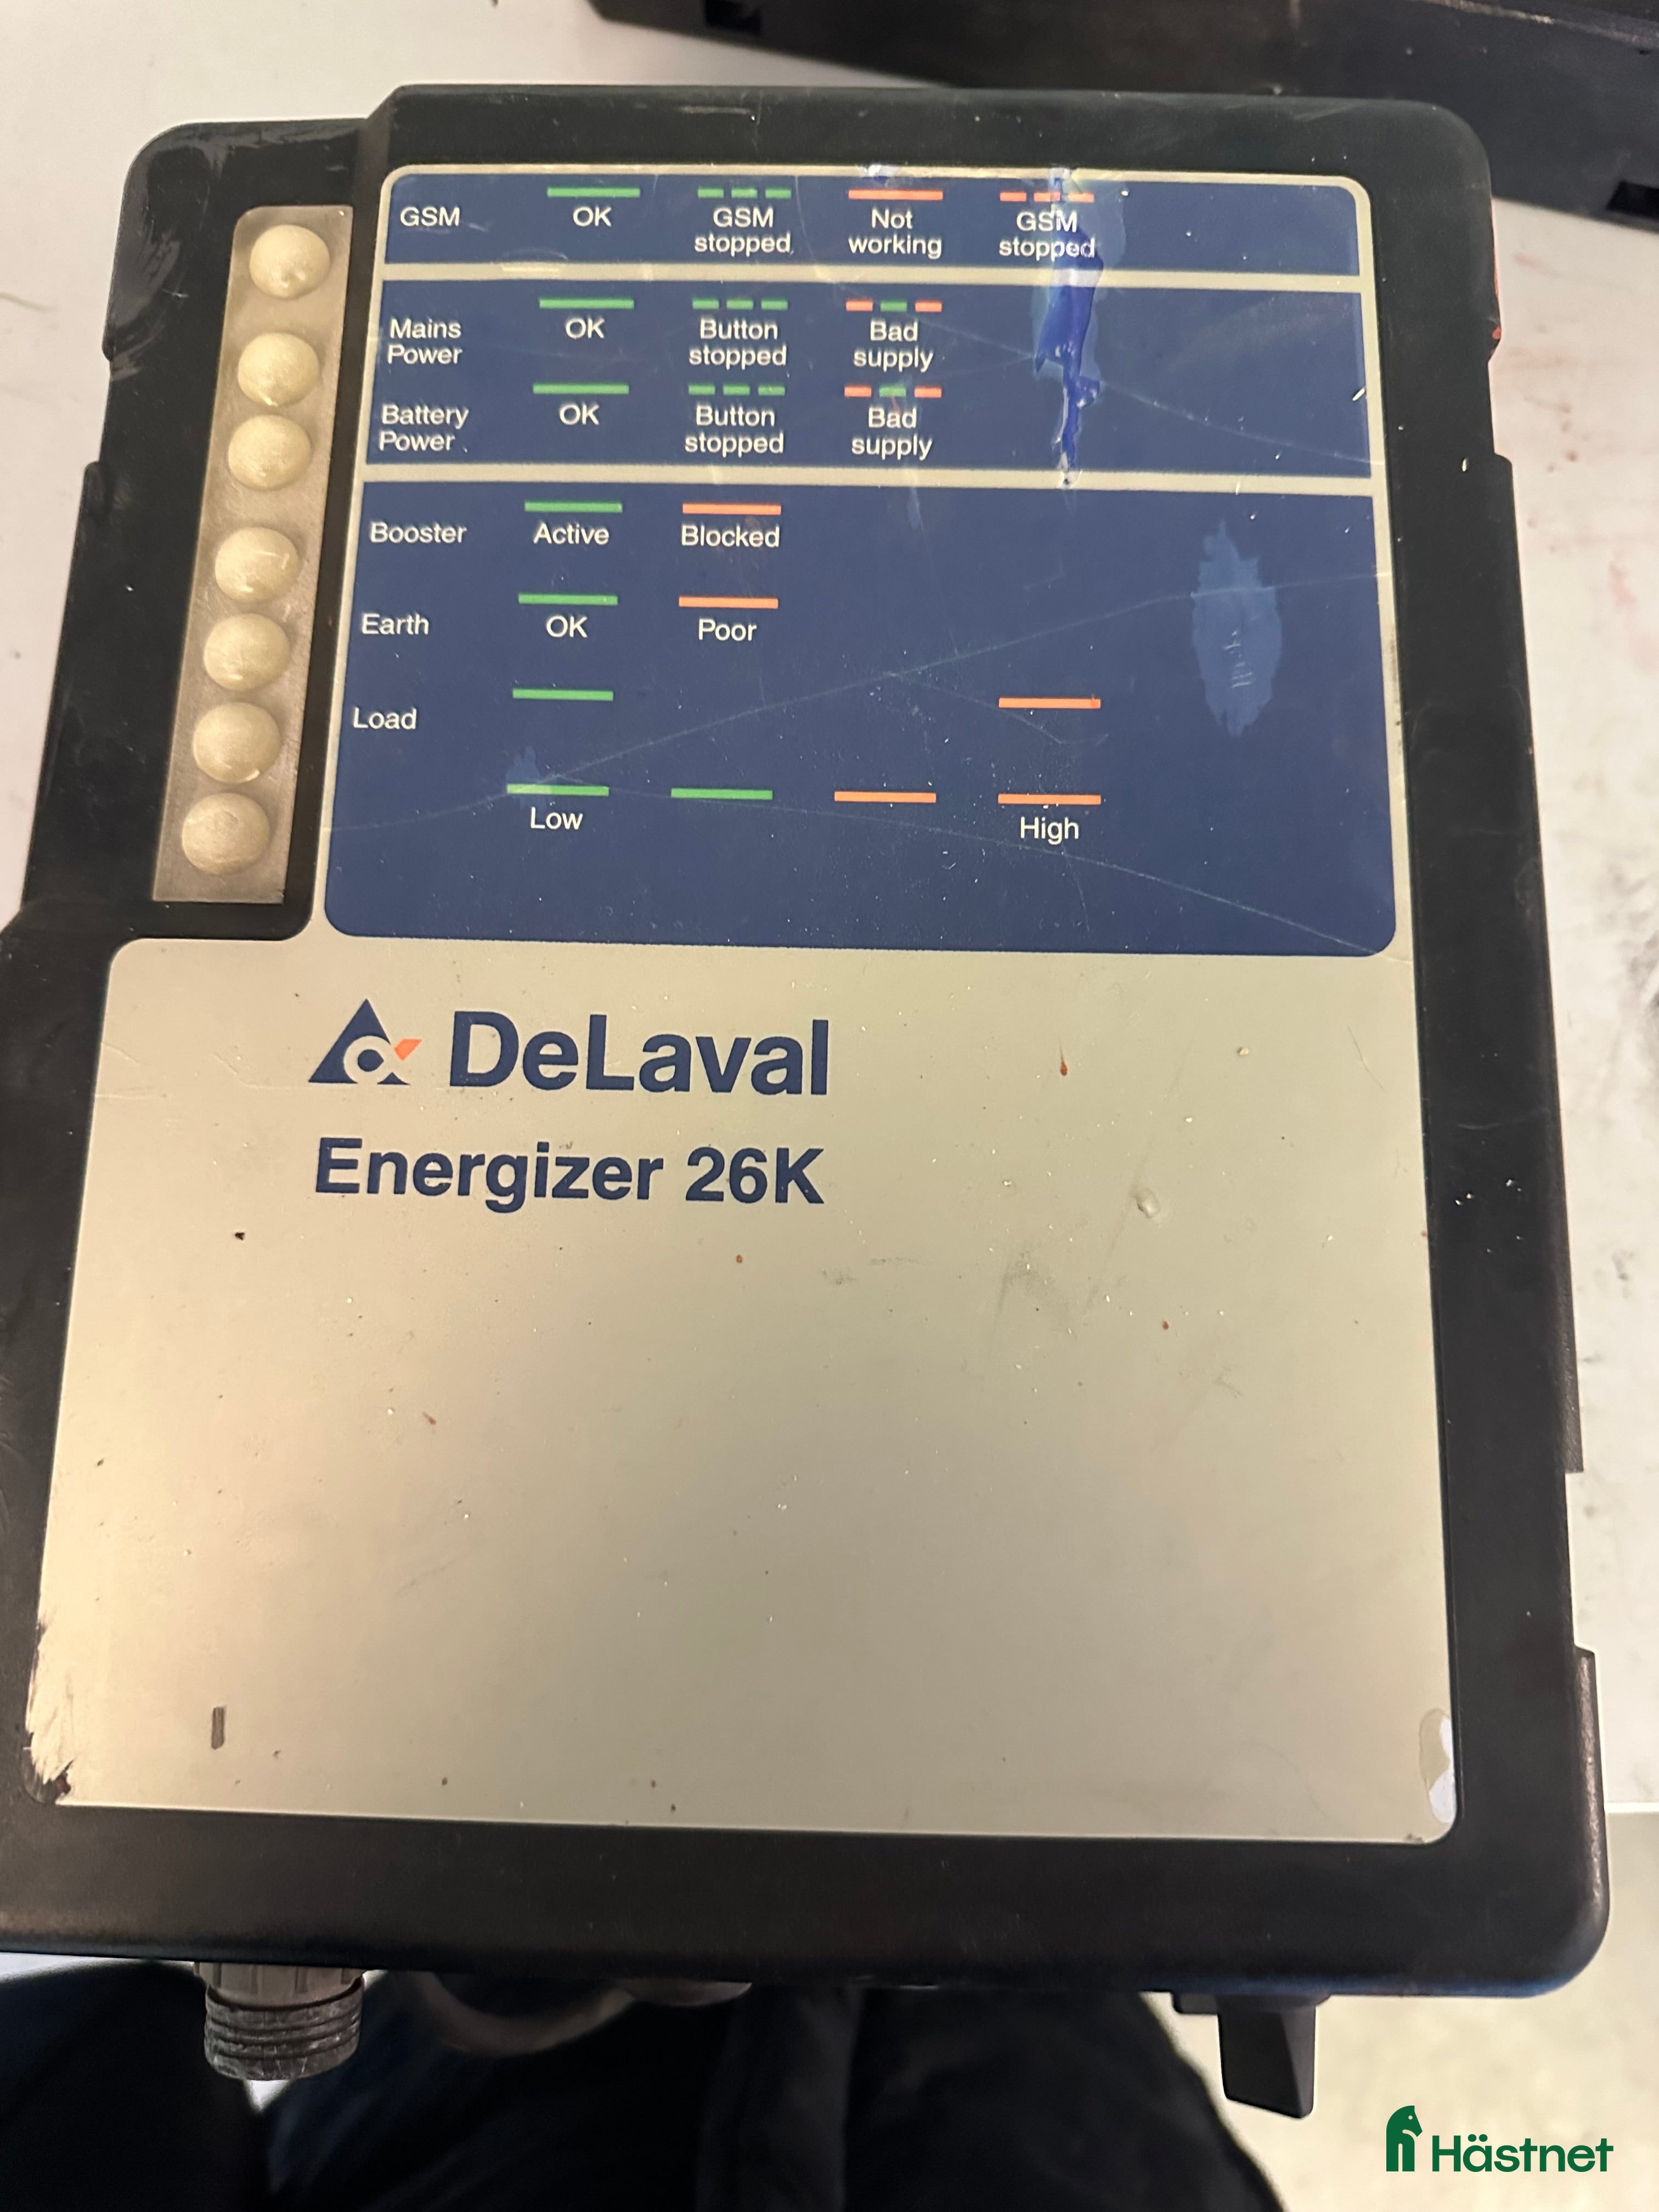 GSM OK GSM stopped Not working GSM stopped
Mains Power OK Button stopped Bad supply
Battery Power OK Button stopped Bad supply
Booster Active Blocked
Earth OK Poor
Load
Low High
DeLaval
Energizer 26K
Hästnet